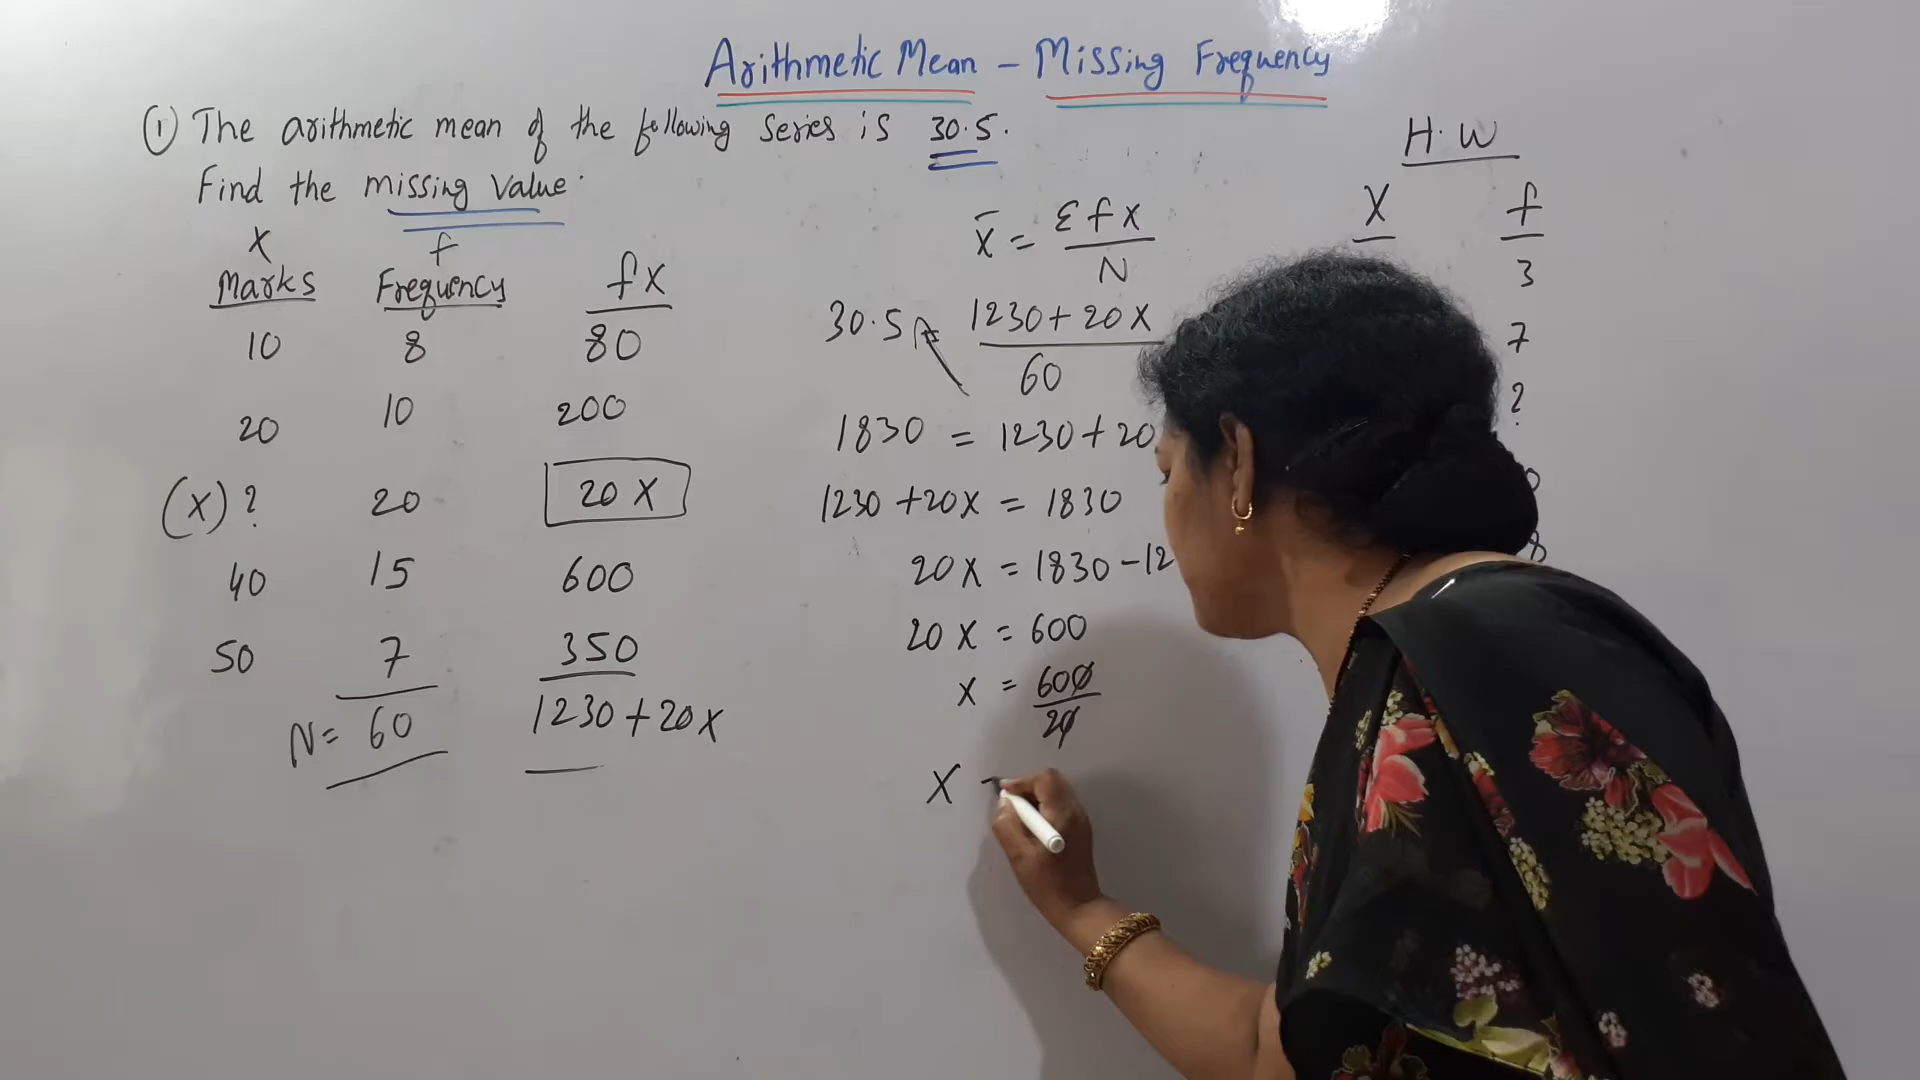 Arithmetic Mean - Missing Frequency
① The arithmetic mean of the following series is 30.5.
Find the missing value.
X f
Marks Frequency fX
10 8 80
20 10 200
(X) ? 20 20 X
40 15 600
50 7 350
N = 60 1230 + 20X
x̄ = Σ f x / N
30.5 = 1230 + 20 X / 60
1830 = 1230 + 20
1230 + 20X = 1830
20X = 1830 - 12
20 X = 600
X = 600 / 20
X
H.W
X f
3
7
?
8